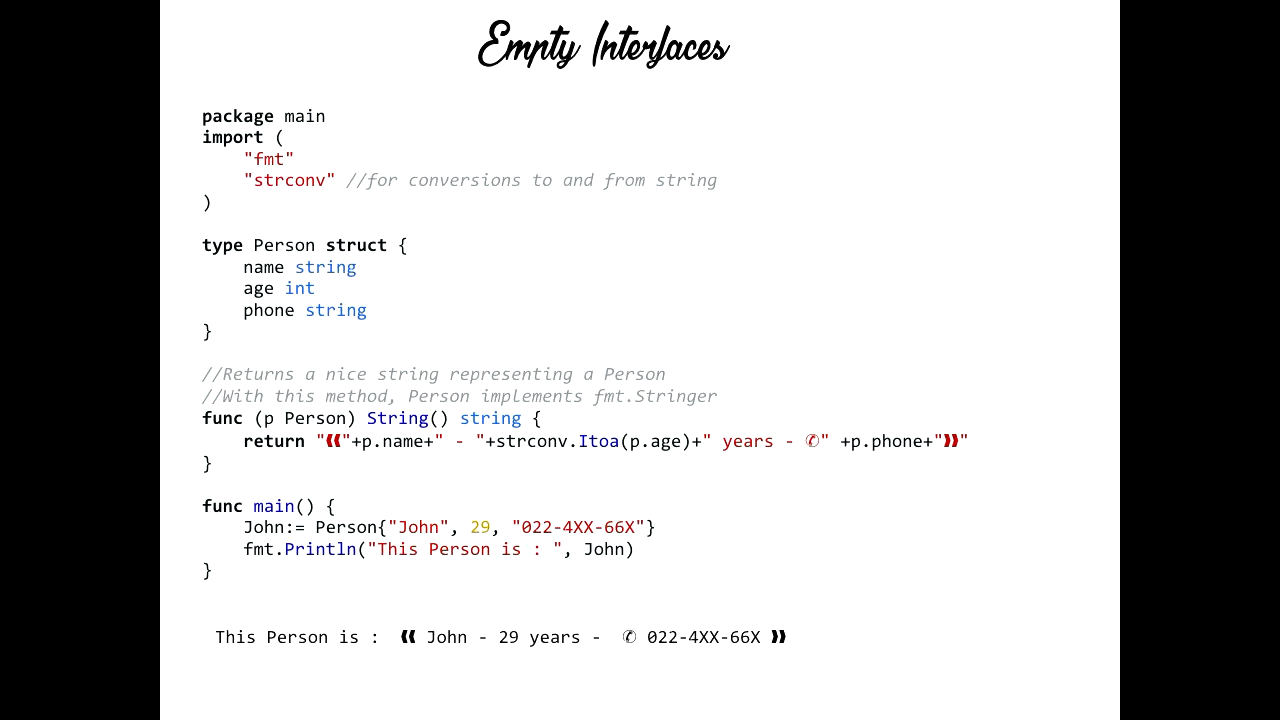 Empty Interfaces
package main
import (
    "fmt"
    "strconv" //for conversions to and from string
)
type Person struct {
    name string
    age int
    phone string
}
//Returns a nice string representing a Person
//With this method, Person implements fmt.Stringer
func (p Person) String() string {
    return "❰❰"+p.name+" - "+strconv.Itoa(p.age)+" years - ✆" +p.phone+"❱❱"
}
func main() {
    John:= Person{"John", 29, "022-4XX-66X"}
    fmt.Println("This Person is : ", John)
}
This Person is :  ❰❰ John - 29 years -  ✆ 022-4XX-66X ❱❱